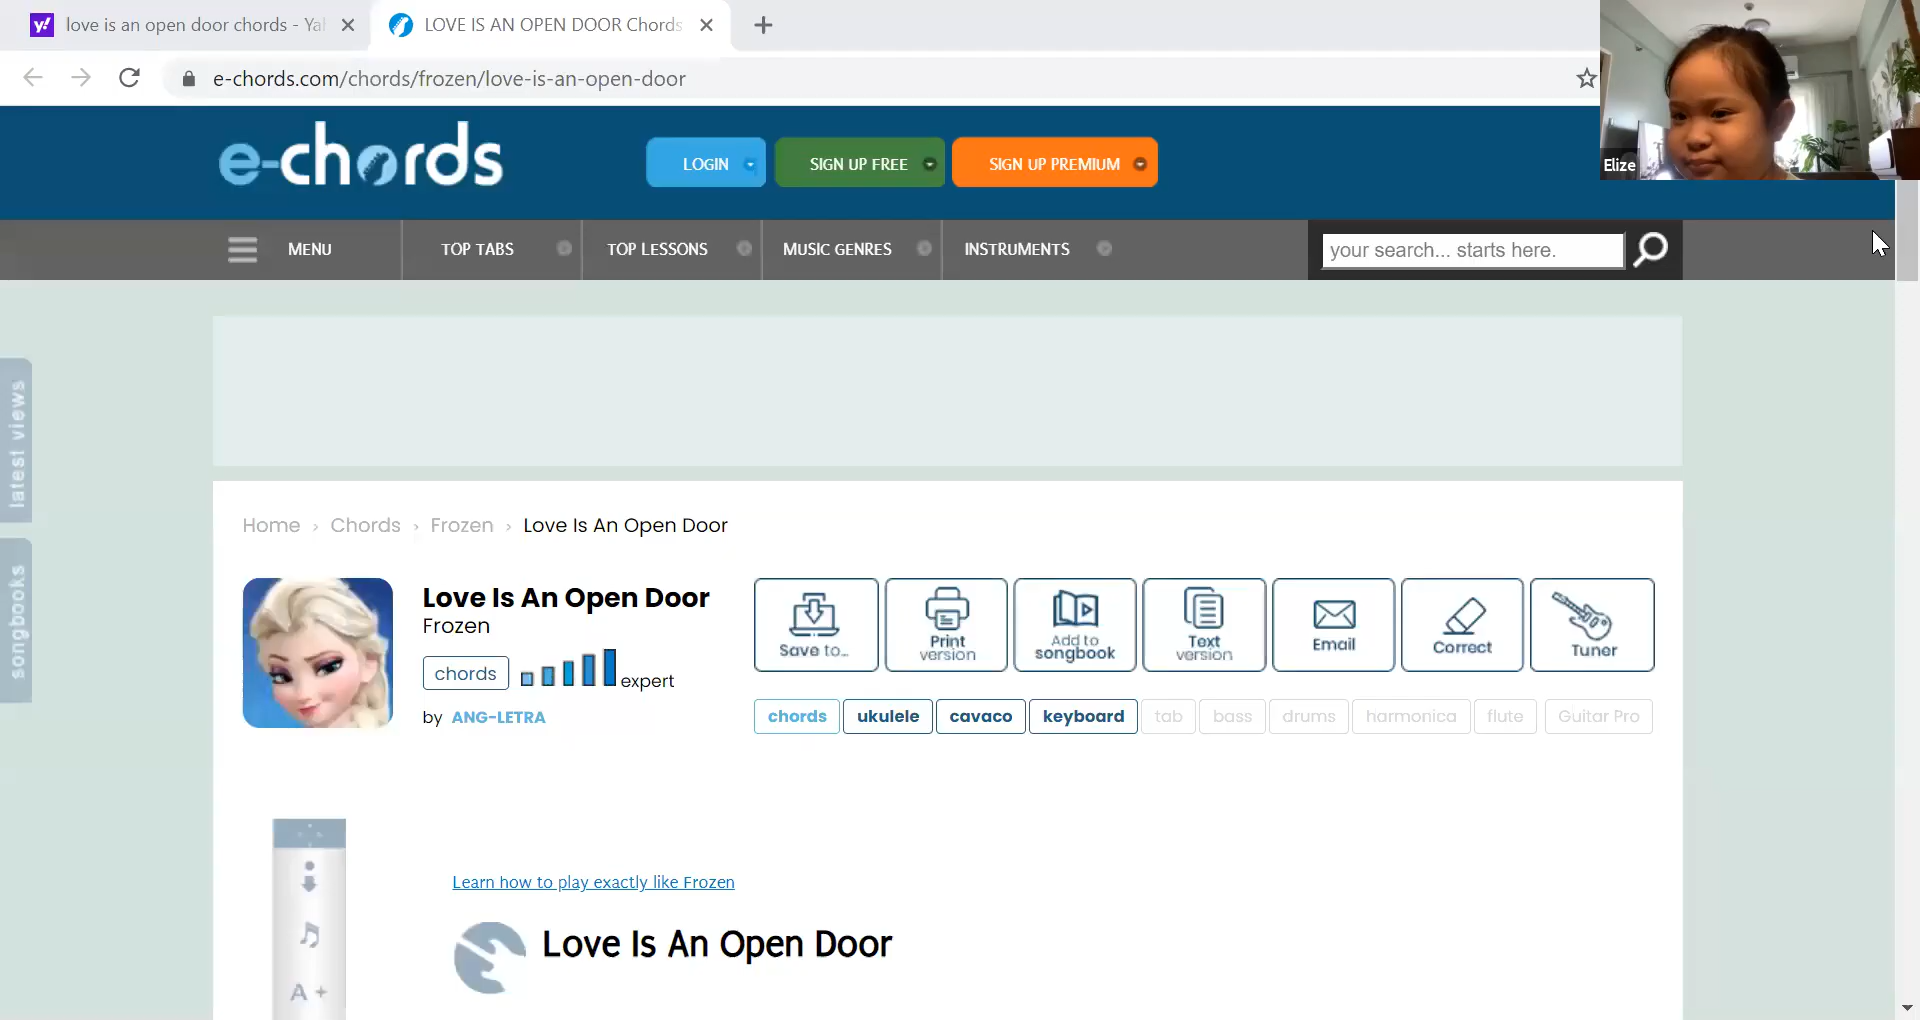 love is an open door chords - Yah
LOVE IS AN OPEN DOOR Chords
e-chords.com/chords/frozen/love-is-an-open-door
Elize
e-chords
LOGIN
SIGN UP FREE
SIGN UP PREMIUM
MENU
TOP TABS
TOP LESSONS
MUSIC GENRES
INSTRUMENTS
your search... starts here.
latest views
songbooks
Home › Chords › Frozen › Love Is An Open Door
Love Is An Open Door
Frozen
chords
expert
by ANG-LETRA
Save to...
Print
version
Add to
songbook
Text
version
Email
Correct
Tuner
chords
ukulele
cavaco
keyboard
tab
bass
drums
harmonica
flute
Guitar Pro
Learn how to play exactly like Frozen
Love Is An Open Door
A +